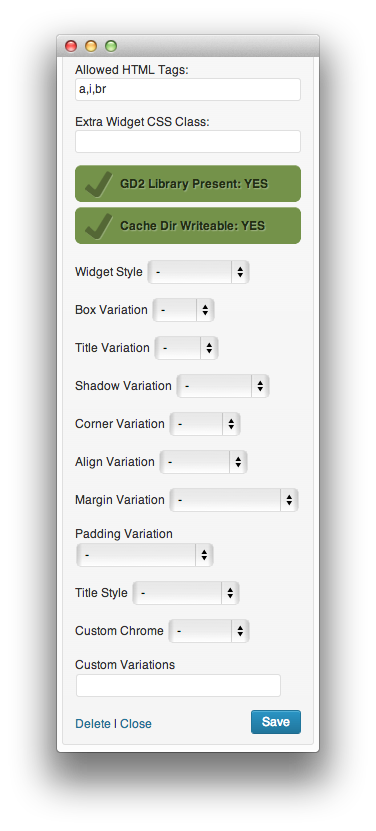 Allowed HTML Tags:
a,i,br
Extra Widget CSS Class:
GD2 Library Present: YES
Cache Dir Writeable: YES
Widget Style -
Box Variation -
Title Variation -
Shadow Variation -
Corner Variation -
Align Variation -
Margin Variation -
Padding Variation
-
Title Style -
Custom Chrome -
Custom Variations
Delete | Close Save